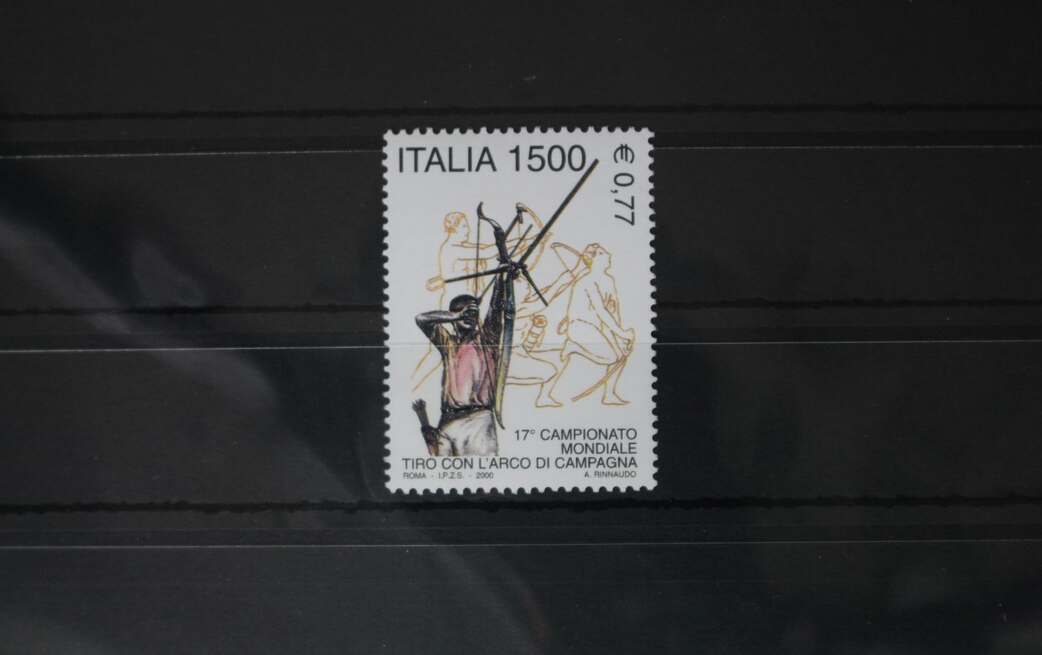 ITALIA 1500
€ 0,77
17° CAMPIONATO
MONDIALE
TIRO CON L'ARCO DI CAMPAGNA
ROMA - I.P.Z.S. - 2000
A. RINNAUDO